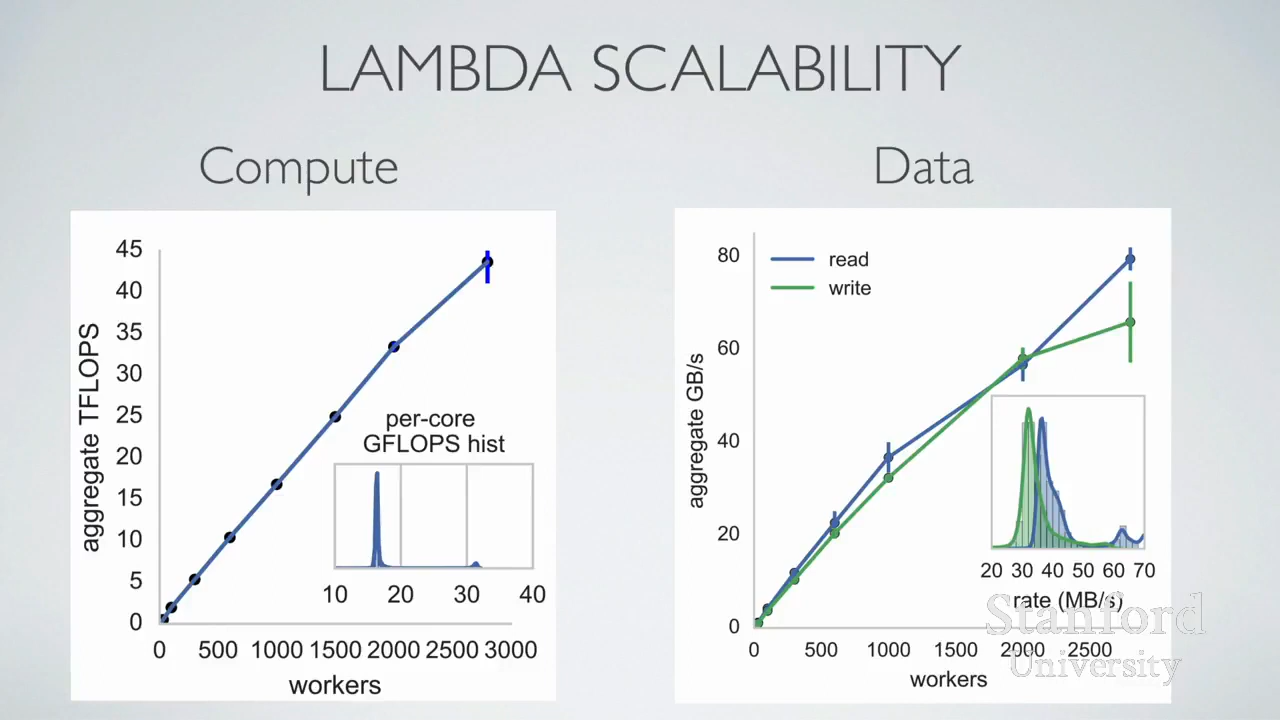 LAMBDA SCALABILITY
Compute
Data
aggregate TFLOPS
45
40
35
30
25
20
15
10
5
0
per-core
GFLOPS hist
10 20 30 40
0 500 1000 1500 2000 2500 3000
workers
aggregate GB/s
80
60
40
20
0
read
write
20 30 40 50 60 70
rate (MB/s)
0 500 1000 1500 2000 2500
workers
Stanford
University